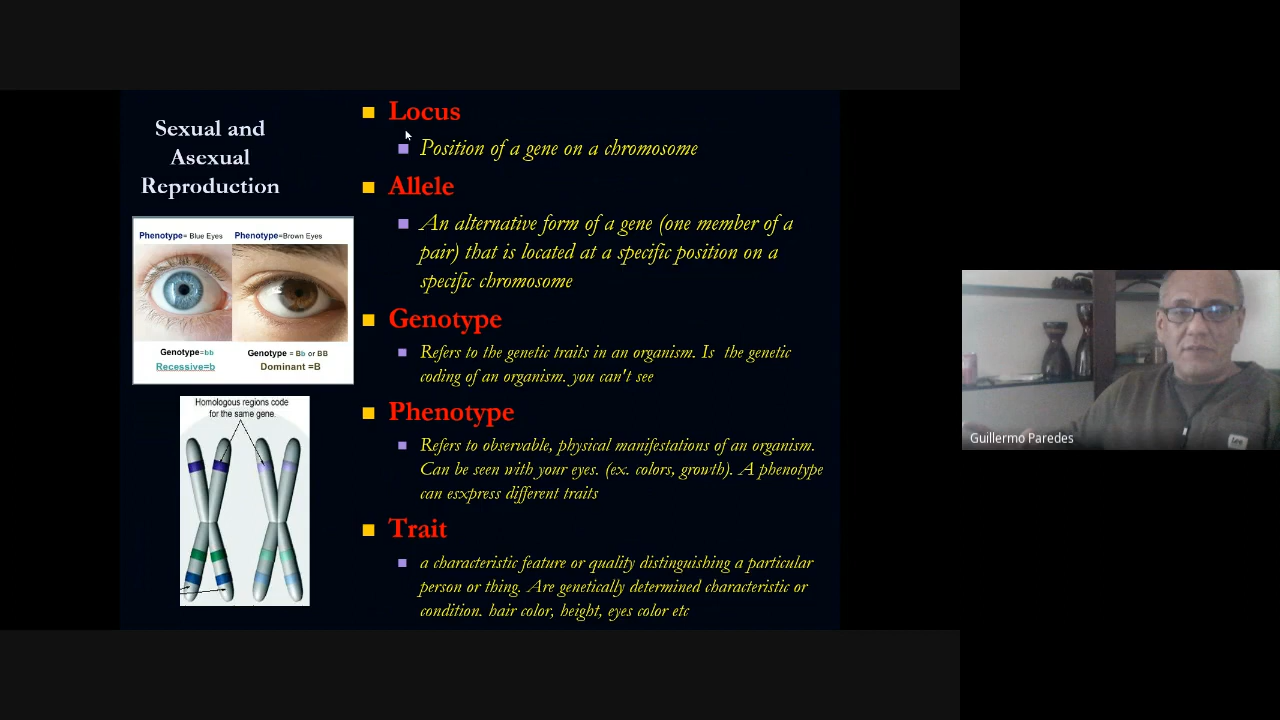 Sexual and
Asexual
Reproduction
Phenotype= Blue Eyes
Phenotype=Brown Eyes
Genotype=bb
Genotype = Bb or BB
Recessive=b
Dominant =B
Homologous regions code
for the same gene.
Locus
Position of a gene on a chromosome
Allele
An alternative form of a gene (one member of a
pair) that is located at a specific position on a
specific chromosome
Genotype
Refers to the genetic traits in an organism. Is the genetic
coding of an organism. you can't see
Phenotype
Refers to observable, physical manifestations of an organism.
Can be seen with your eyes. (ex. colors, growth). A phenotype
can esxpress different traits
Trait
a characteristic feature or quality distinguishing a particular
person or thing. Are genetically determined characteristic or
condition. hair color, height, eyes color etc
Lee
Guillermo Paredes